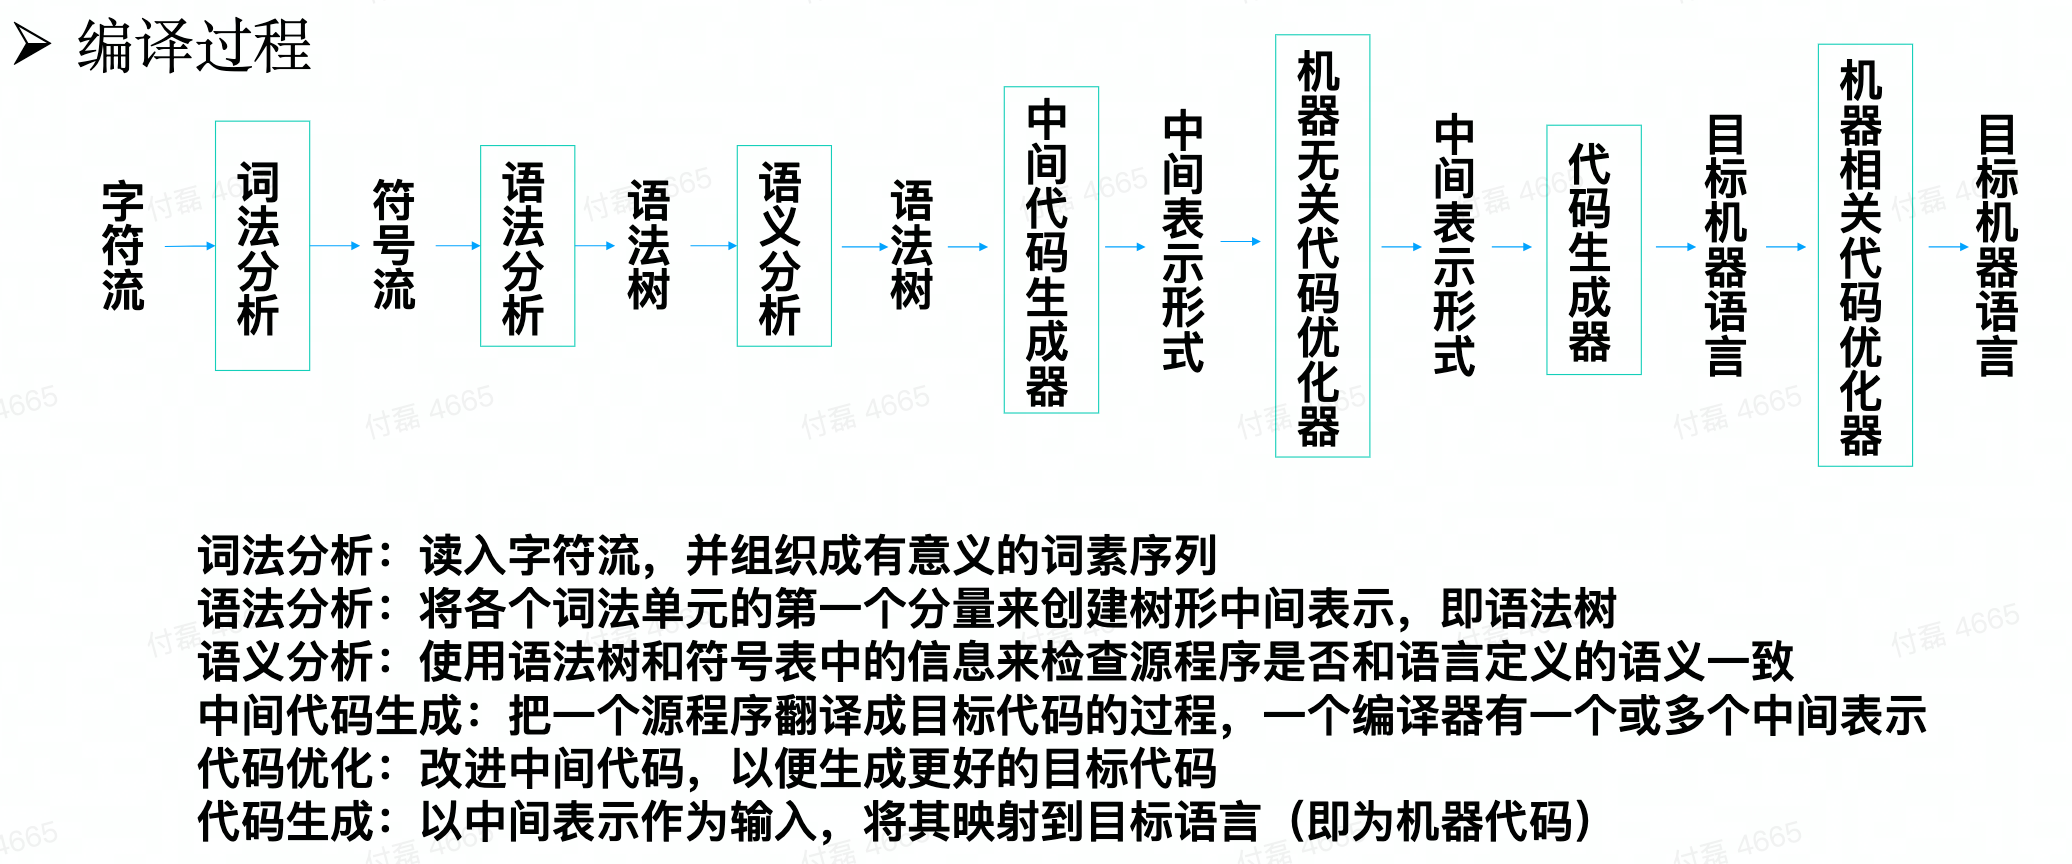 ➢ 编译过程
字符流
词法分析
符号流
语法分析
语法树
语义分析
语法树
中间代码生成器
中间表示形式
机器无关代码优化器
中间表示形式
代码生成器
目标机器语言
机器相关代码优化器
目标机器语言
词法分析：读入字符流，并组织成有意义的词素序列
语法分析：将各个词法单元的第一个分量来创建树形中间表示，即语法树
语义分析：使用语法树和符号表中的信息来检查源程序是否和语言定义的语义一致
中间代码生成：把一个源程序翻译成目标代码的过程，一个编译器有一个或多个中间表示
代码优化：改进中间代码，以便生成更好的目标代码
代码生成：以中间表示作为输入，将其映射到目标语言（即为机器代码）
付磊 4665